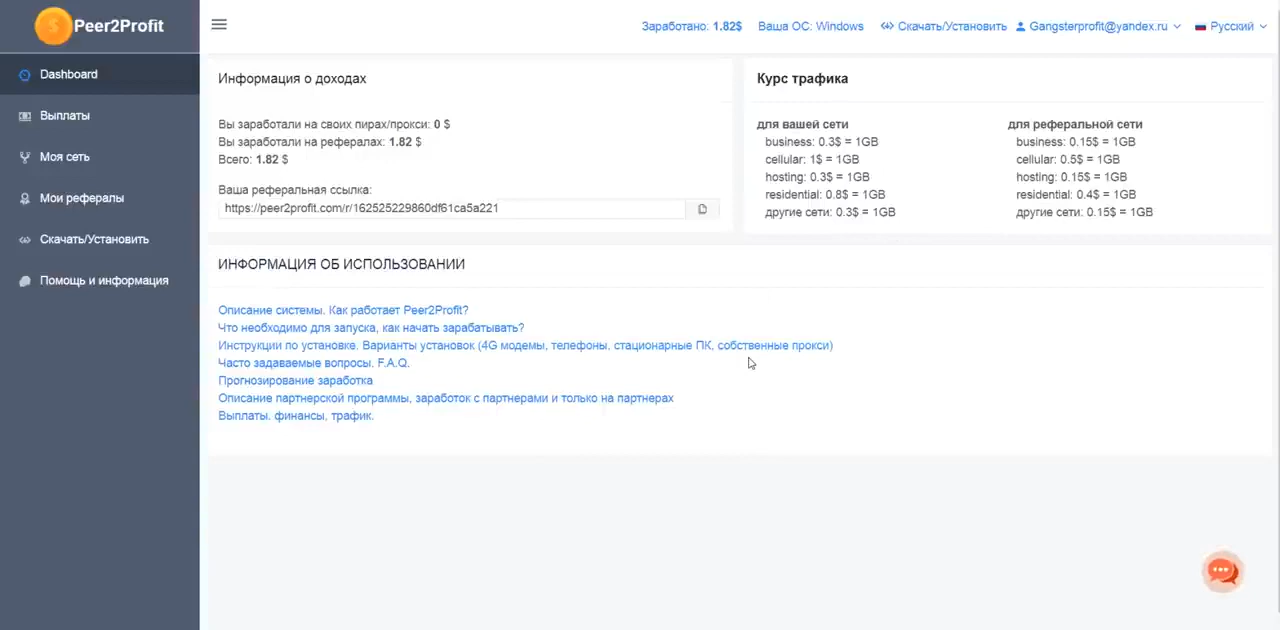 Peer2Profit
Заработано: 1.82$ Ваша ОС: Windows Скачать/Установить Gangsterprofit@yandex.ru Русский
Dashboard
Выплаты
Моя сеть
Мои рефералы
Скачать/Установить
Помощь и информация
Информация о доходах
Вы заработали на своих пирах/прокси: 0 $
Вы заработали на рефералах: 1.82 $
Всего: 1.82 $
Ваша реферальная ссылка:
https://peer2profit.com/r/162525229860df61ca5a221
Курс трафика
для вашей сети
business: 0.3$ = 1GB
cellular: 1$ = 1GB
hosting: 0.3$ = 1GB
residential: 0.8$ = 1GB
другие сети: 0.3$ = 1GB
для реферальной сети
business: 0.15$ = 1GB
cellular: 0.5$ = 1GB
hosting: 0.15$ = 1GB
residential: 0.4$ = 1GB
другие сети: 0.15$ = 1GB
ИНФОРМАЦИЯ ОБ ИСПОЛЬЗОВАНИИ
Описание системы. Как работает Peer2Profit?
Что необходимо для запуска, как начать зарабатывать?
Инструкции по установке. Варианты установок (4G модемы, телефоны, стационарные ПК, собственные прокси)
Часто задаваемые вопросы. F.A.Q.
Прогнозирование заработка
Описание партнерской программы, заработок с партнерами и только на партнерах
Выплаты. финансы, трафик.